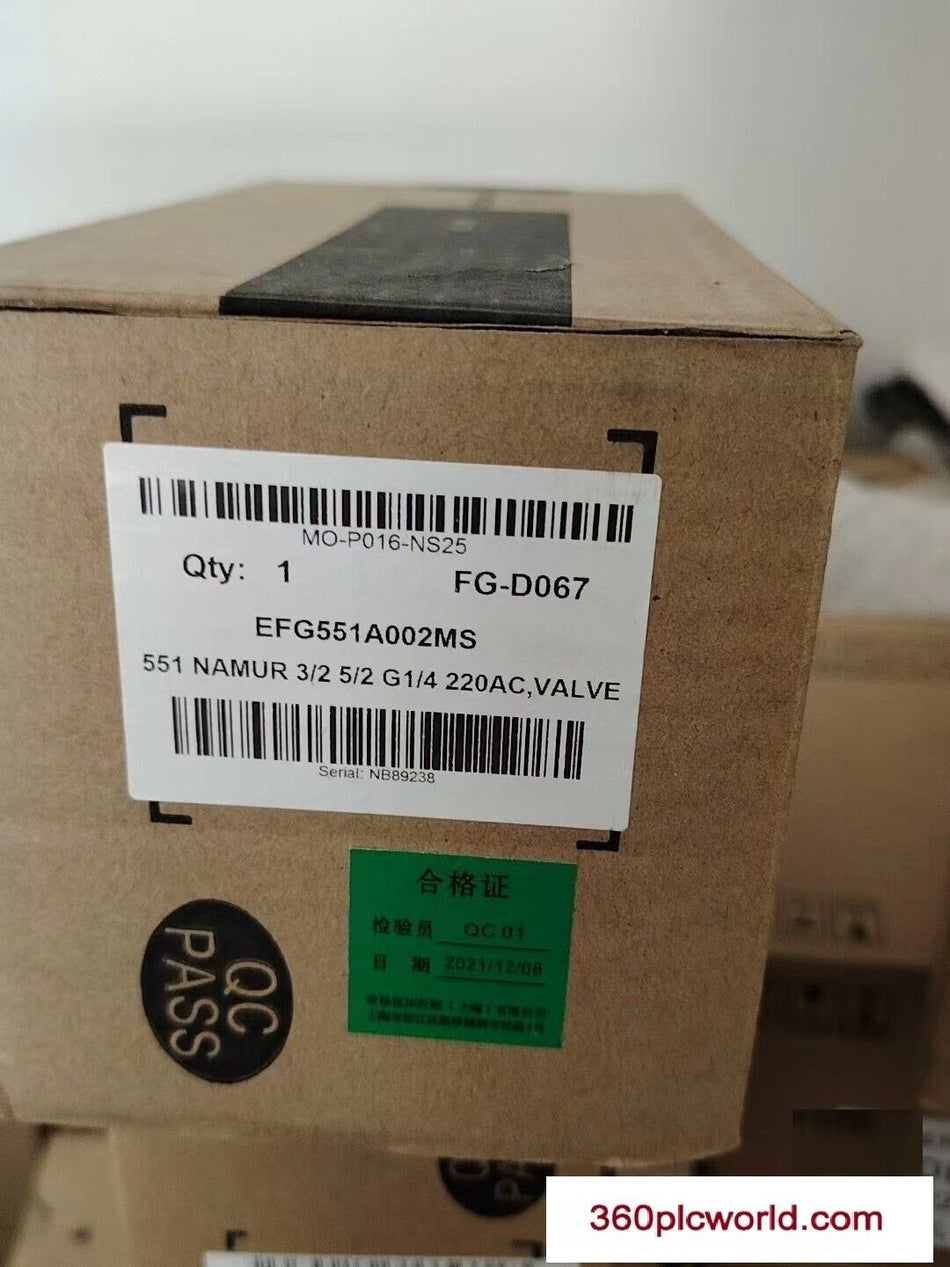 MO-P016-NS25
Qty: 1
FG-D067
EFG551A002MS
551 NAMUR 3/2 5/2 G1/4 220AC,VALVE
Serial: NB89238
合格证
检验员 QC 01
日 期 2021/12/08
QC
PASS
360plcworld.com